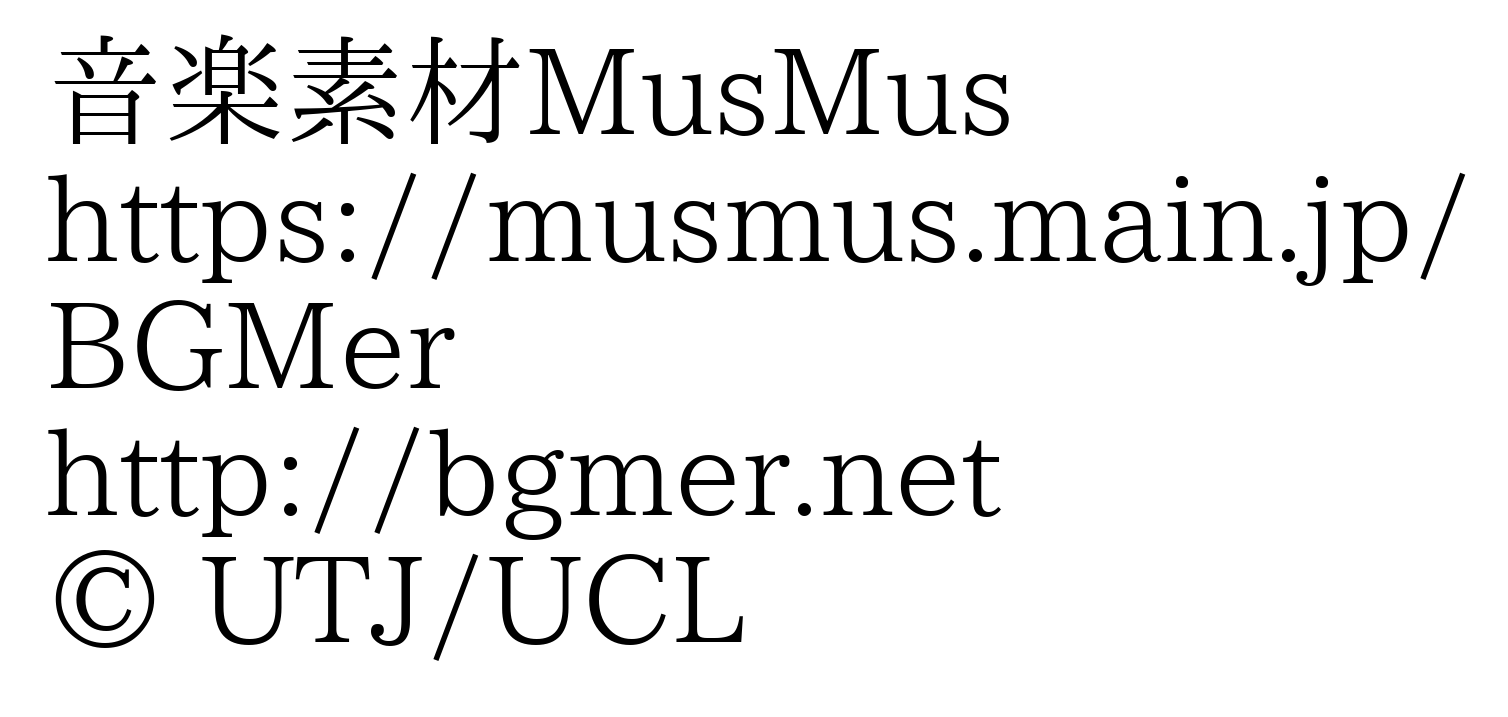 音楽素材MusMus
https://musmus.main.jp/
BGMer
http://bgmer.net
© UTJ/UCL